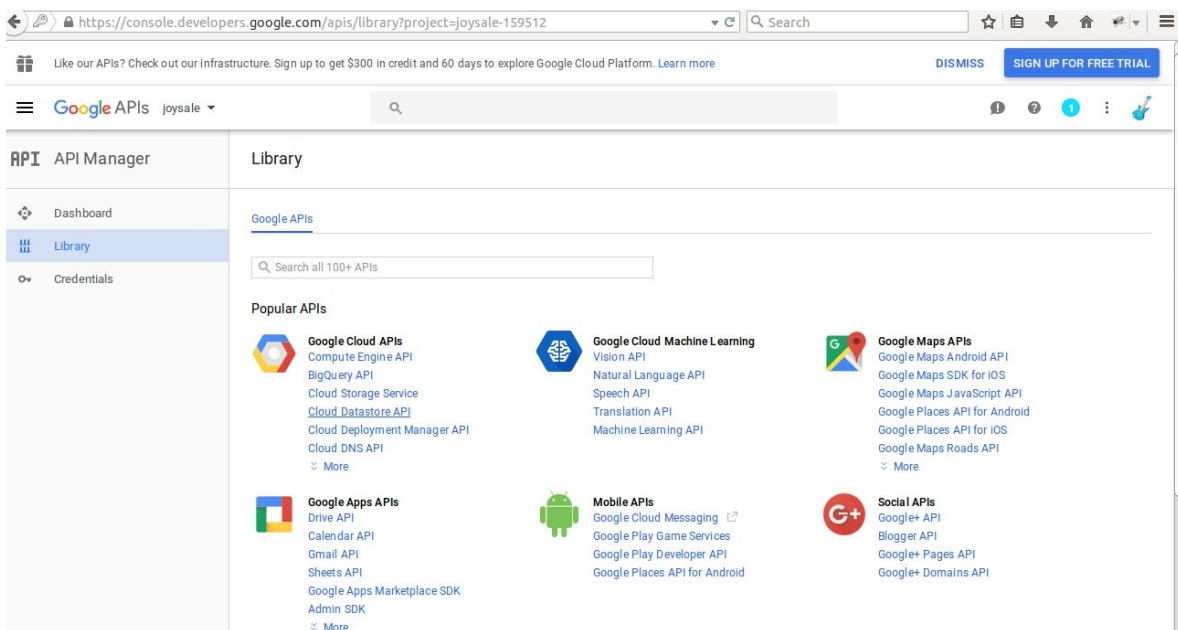 https://console.developers.google.com/apis/library?project=joysale-159512
Search
Like our APIs? Check out our infrastructure. Sign up to get $300 in credit and 60 days to explore Google Cloud Platform. Learn more
DISMISS
SIGN UP FOR FREE TRIAL
Google APIs joysale
1
API API Manager
Library
Dashboard
Library
Credentials
Google APIs
Search all 100+ APIs
Popular APIs
Google Cloud APIs
Compute Engine API
BigQuery API
Cloud Storage Service
Cloud Datastore API
Cloud Deployment Manager API
Cloud DNS API
More
Google Cloud Machine Learning
Vision API
Natural Language API
Speech API
Translation API
Machine Learning API
G
Google Maps APIs
Google Maps Android API
Google Maps SDK for iOS
Google Maps JavaScript API
Google Places API for Android
Google Places API for iOS
Google Maps Roads API
More
Google Apps APIs
Drive API
Calendar API
Gmail API
Sheets API
Google Apps Marketplace SDK
Admin SDK
More
Mobile APIs
Google Cloud Messaging
Google Play Game Services
Google Play Developer API
Google Places API for Android
G+
Social APIs
Google+ API
Blogger API
Google+ Pages API
Google+ Domains API